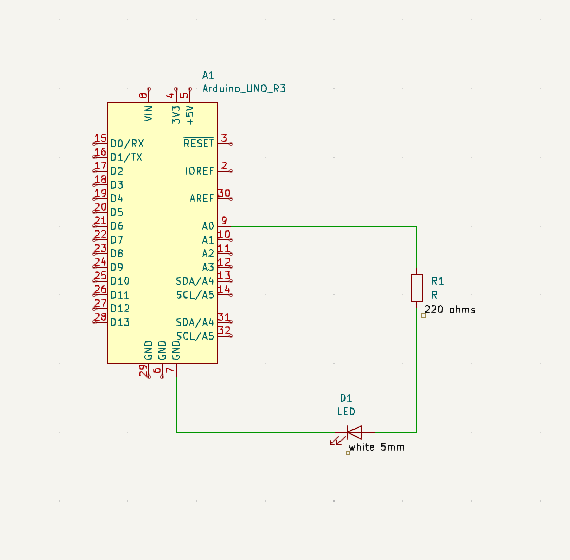 A1
Arduino_UNO_R3
8 4 5
VIN 3V3 +5V
15 D0/RX RESET 3
16 D1/TX
17 D2 IOREF 2
18 D3
19 D4 AREF 30
20 D5
21 D6 A0 9
22 D7 A1 10
23 D8 A2 11
24 D9 A3 12
25 D10 SDA/A4 13
26 D11 SCL/A5 14
27 D12
28 D13 SDA/A4 31
SCL/A5 32
GND GND GND
29 6 7
R1
R
220 ohms
D1
LED
white 5mm